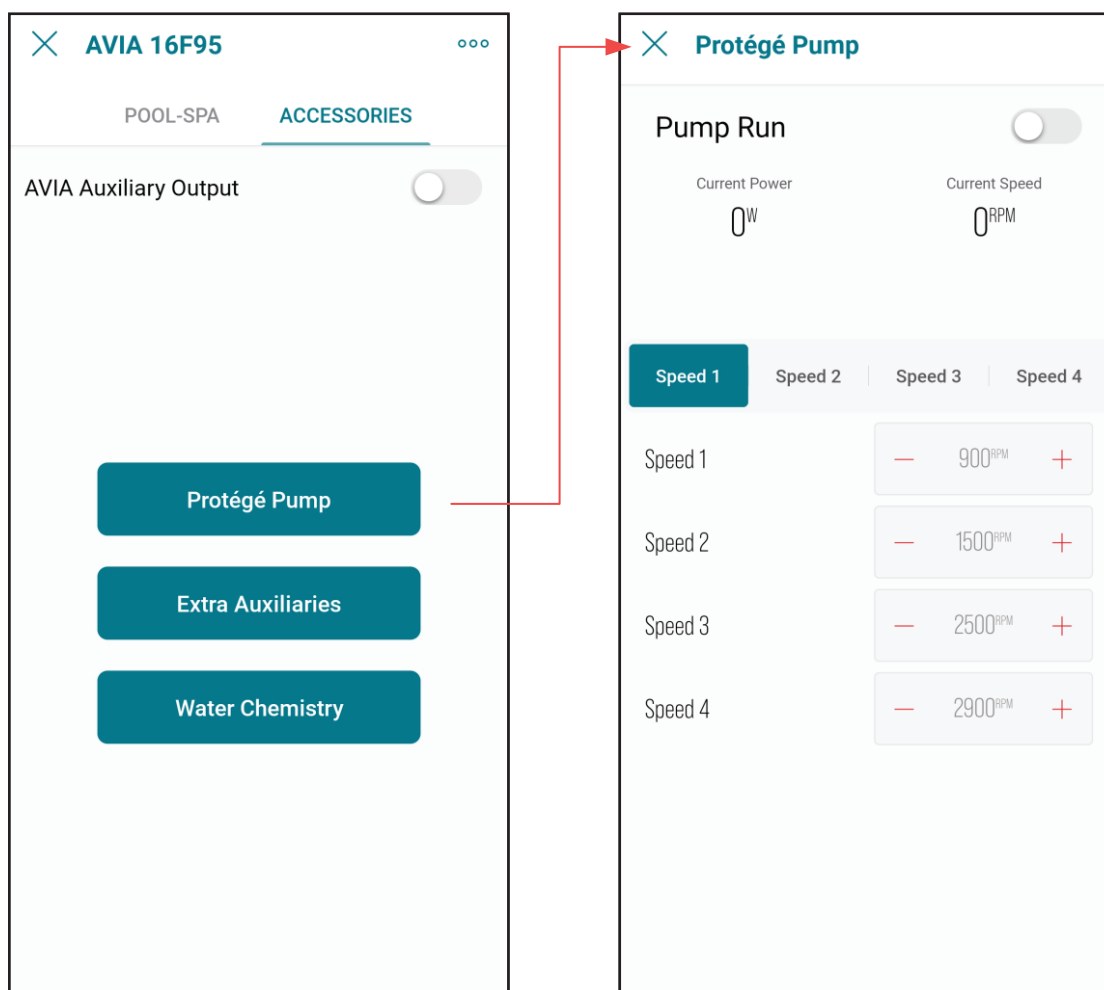 AVIA 16F95
POOL-SPA ACCESSORIES
AVIA Auxiliary Output
Protégé Pump
Extra Auxiliaries
Water Chemistry
Protégé Pump
Pump Run
Current Power Current Speed
0W 0RPM
Speed 1 Speed 2 Speed 3 Speed 4
Speed 1 — 900RPM +
Speed 2 — 1500RPM +
Speed 3 — 2500RPM +
Speed 4 — 2900RPM +